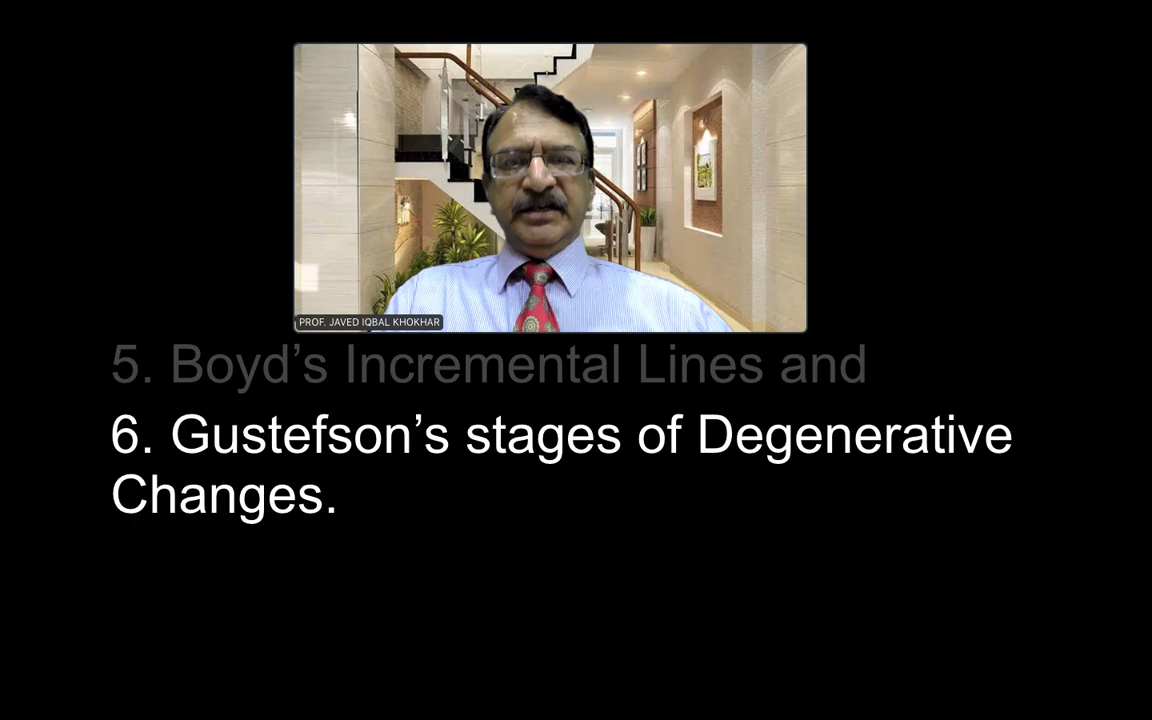 PROF. JAVED IQBAL KHOKHAR
5. Boyd’s Incremental Lines and
6. Gustefson’s stages of Degenerative
Changes.